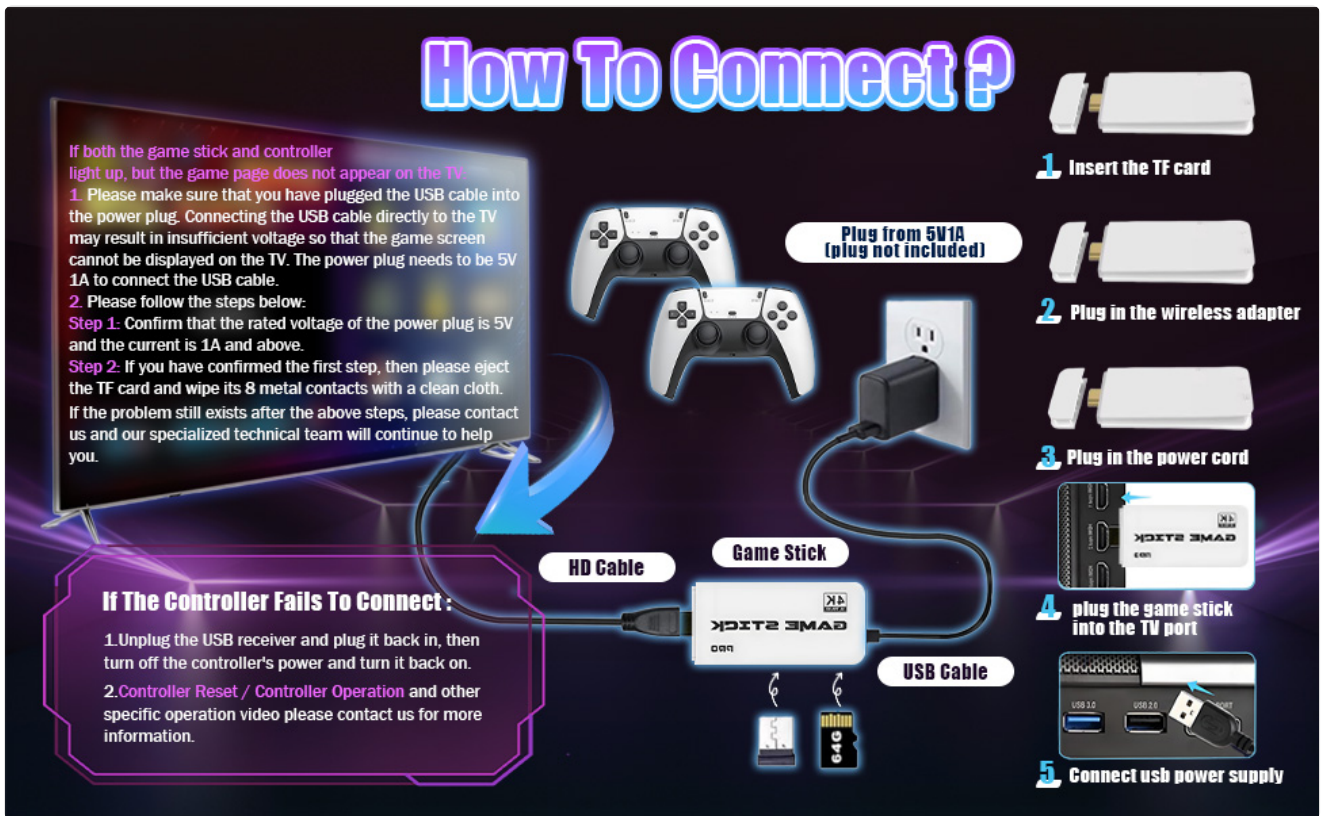 How To Connect ?
If both the game stick and controller
light up, but the game page does not appear on the TV:
1. Please make sure that you have plugged the USB cable into
the power plug. Connecting the USB cable directly to the TV
may result in insufficient voltage so that the game screen
cannot be displayed on the TV. The power plug needs to be 5V
1A to connect the USB cable.
2. Please follow the steps below:
Step 1: Confirm that the rated voltage of the power plug is 5V
and the current is 1A and above.
Step 2: If you have confirmed the first step, then please eject
the TF card and wipe its 8 metal contacts with a clean cloth.
If the problem still exists after the above steps, please contact
us and our specialized technical team will continue to help
you.
If The Controller Fails To Connect :
1.Unplug the USB receiver and plug it back in, then
turn off the controller's power and turn it back on.
2.Controller Reset / Controller Operation and other
specific operation video please contact us for more
information.
Plug from 5V1A
(plug not included)
HD Cable
Game Stick
4K
GAME STICK
PRO
USB Cable
64G
1. Insert the TF card
2. Plug in the wireless adapter
3. Plug in the power cord
4K
GAME STICK
4. plug the game stick
into the TV port
USB 3.0
USB 2.0
5. Connect usb power supply